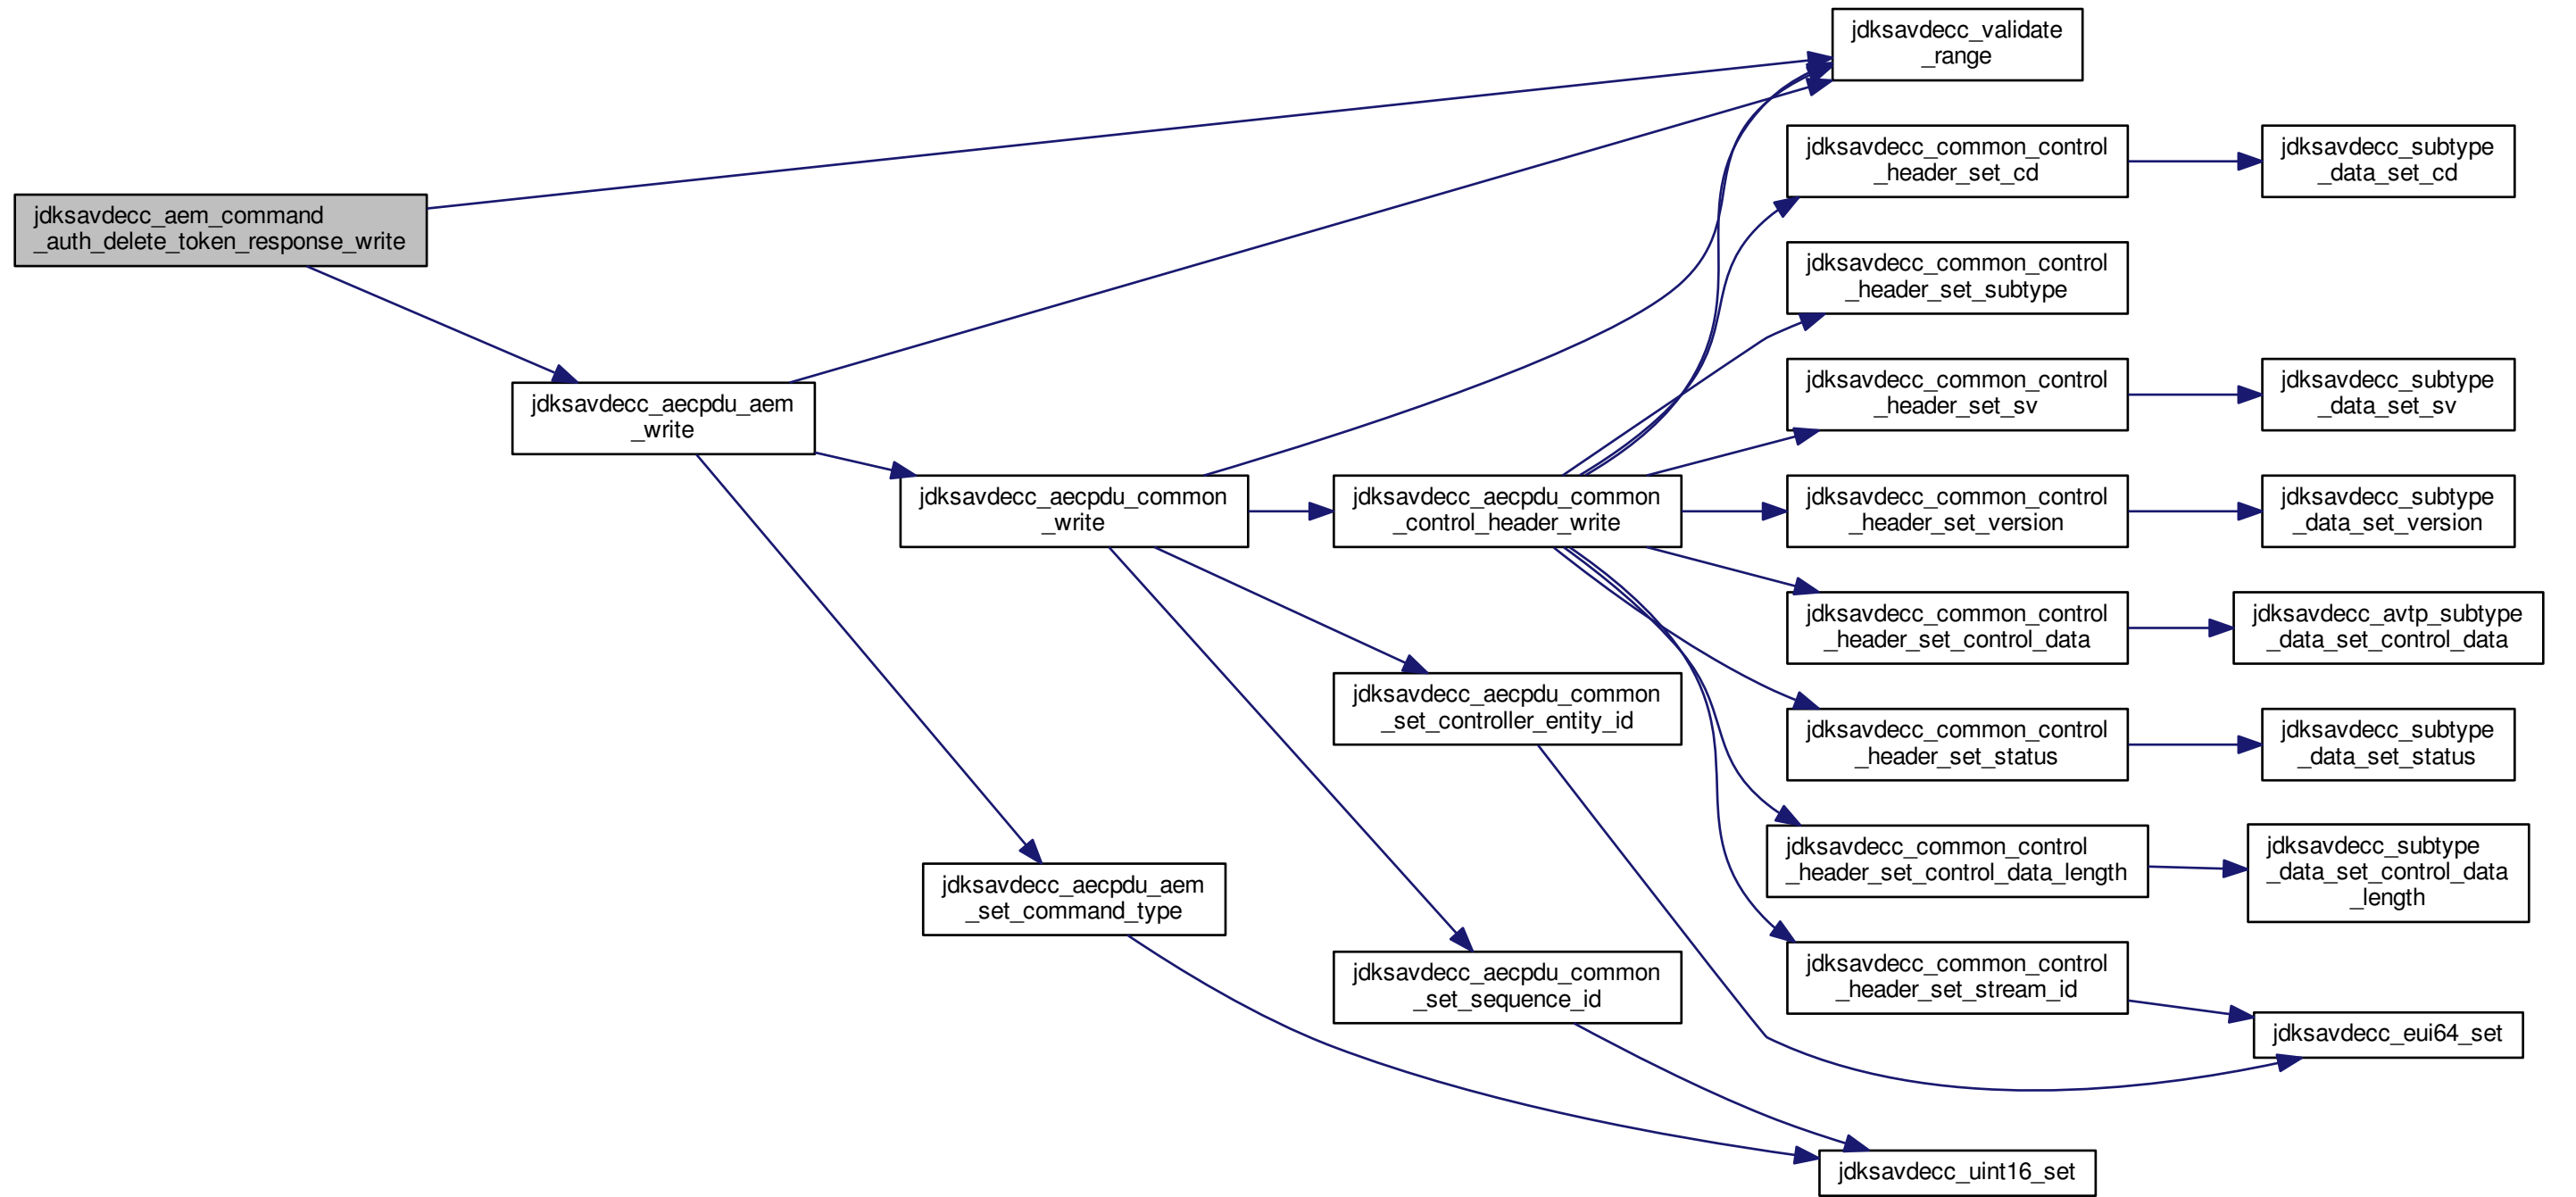 jdksavdecc_aem_command
_auth_delete_token_response_write
jdksavdecc_aecpdu_aem
_write
jdksavdecc_aecpdu_aem
_set_command_type
jdksavdecc_aecpdu_common
_write
jdksavdecc_aecpdu_common
_control_header_write
jdksavdecc_aecpdu_common
_set_controller_entity_id
jdksavdecc_aecpdu_common
_set_sequence_id
jdksavdecc_validate
_range
jdksavdecc_common_control
_header_set_cd
jdksavdecc_common_control
_header_set_subtype
jdksavdecc_common_control
_header_set_sv
jdksavdecc_common_control
_header_set_version
jdksavdecc_common_control
_header_set_control_data
jdksavdecc_common_control
_header_set_status
jdksavdecc_common_control
_header_set_control_data_length
jdksavdecc_common_control
_header_set_stream_id
jdksavdecc_uint16_set
jdksavdecc_subtype
_data_set_cd
jdksavdecc_subtype
_data_set_sv
jdksavdecc_subtype
_data_set_version
jdksavdecc_avtp_subtype
_data_set_control_data
jdksavdecc_subtype
_data_set_status
jdksavdecc_subtype
_data_set_control_data
_length
jdksavdecc_eui64_set